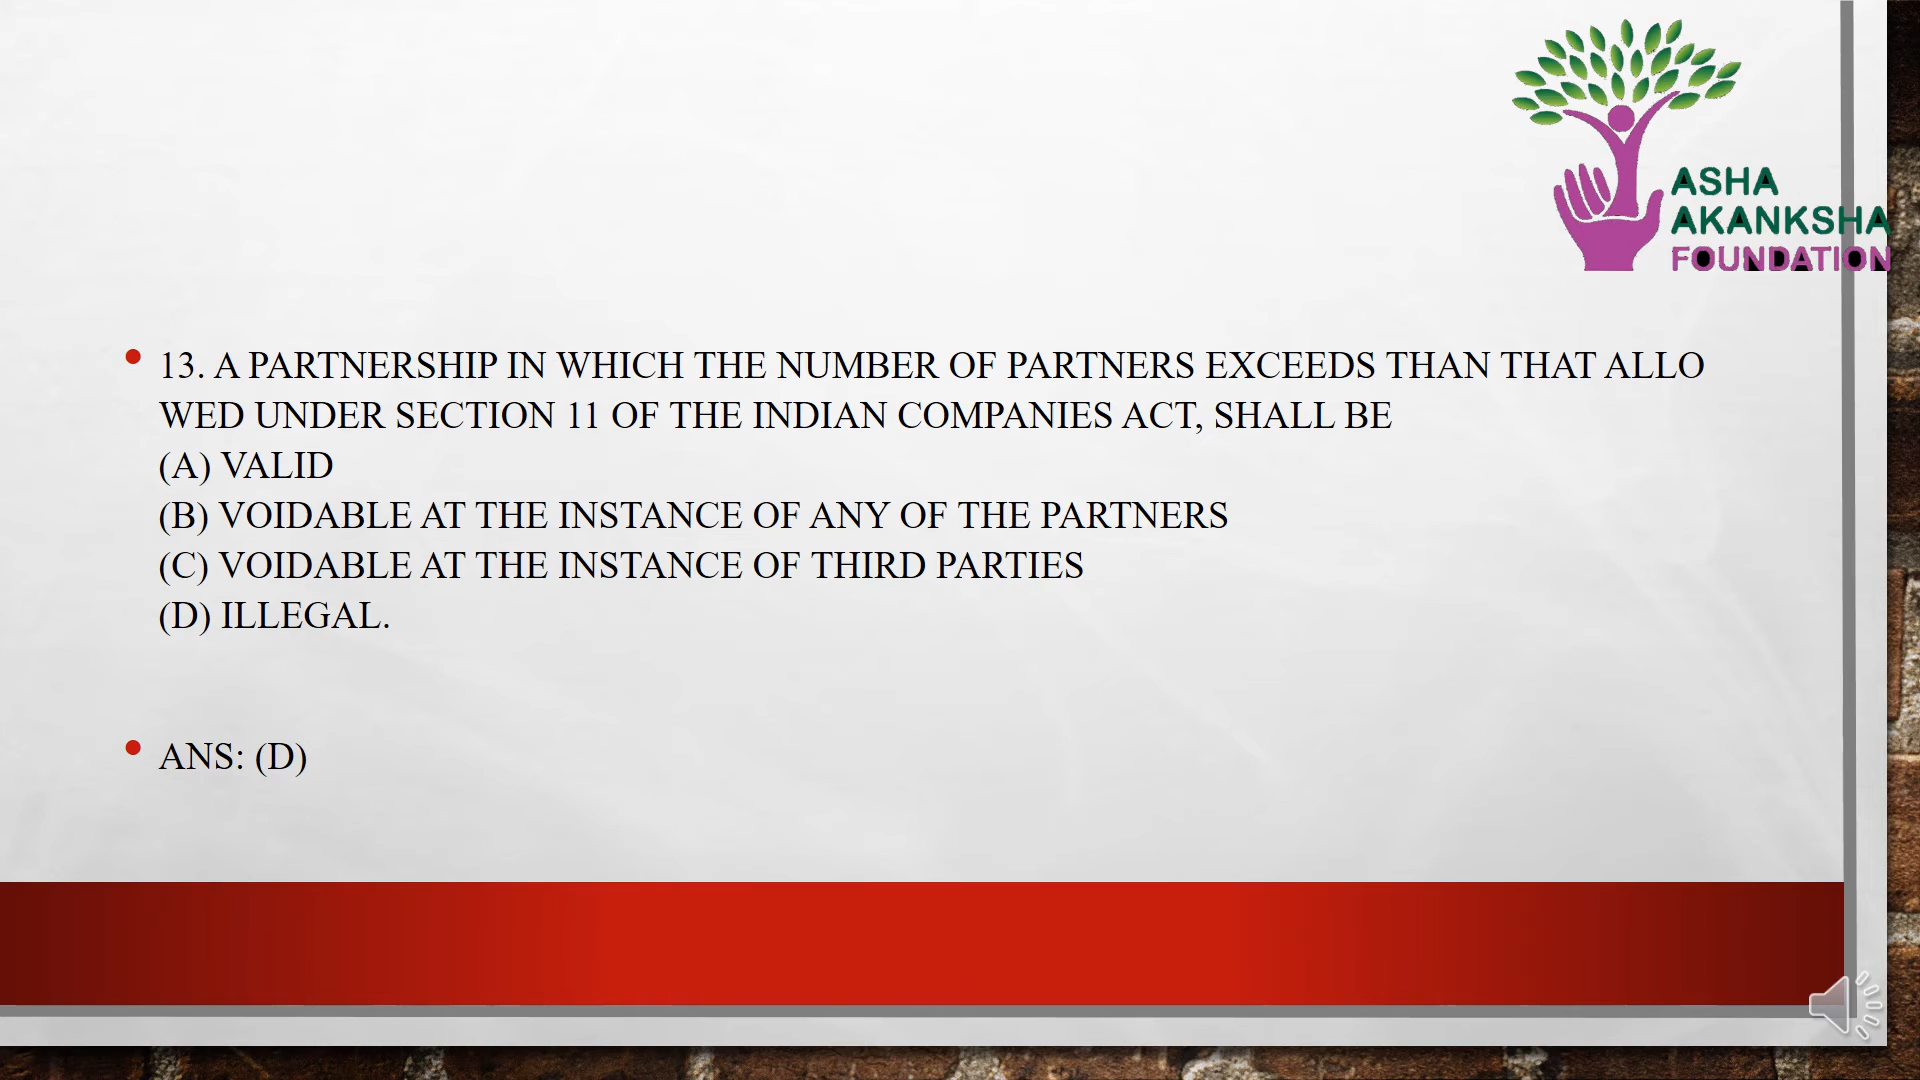 ASHA
AKANKSHA
FOUNDATION
• 13. A PARTNERSHIP IN WHICH THE NUMBER OF PARTNERS EXCEEDS THAN THAT ALLO
WED UNDER SECTION 11 OF THE INDIAN COMPANIES ACT, SHALL BE
(A) VALID
(B) VOIDABLE AT THE INSTANCE OF ANY OF THE PARTNERS
(C) VOIDABLE AT THE INSTANCE OF THIRD PARTIES
(D) ILLEGAL.
• ANS: (D)